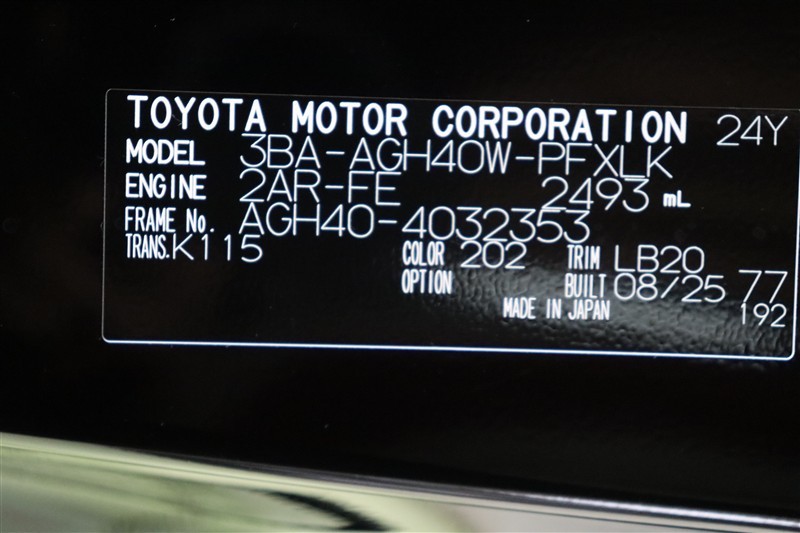 TOYOTA MOTOR CORPORATION 24Y
MODEL 3BA-AGH40W-PFXLK
ENGINE 2AR-FE 2493 mL
FRAME No. AGH40-4032353
TRANS. K115 COLOR 202 TRIM LB20
OPTION BUILT 08/25 77
MADE IN JAPAN 192